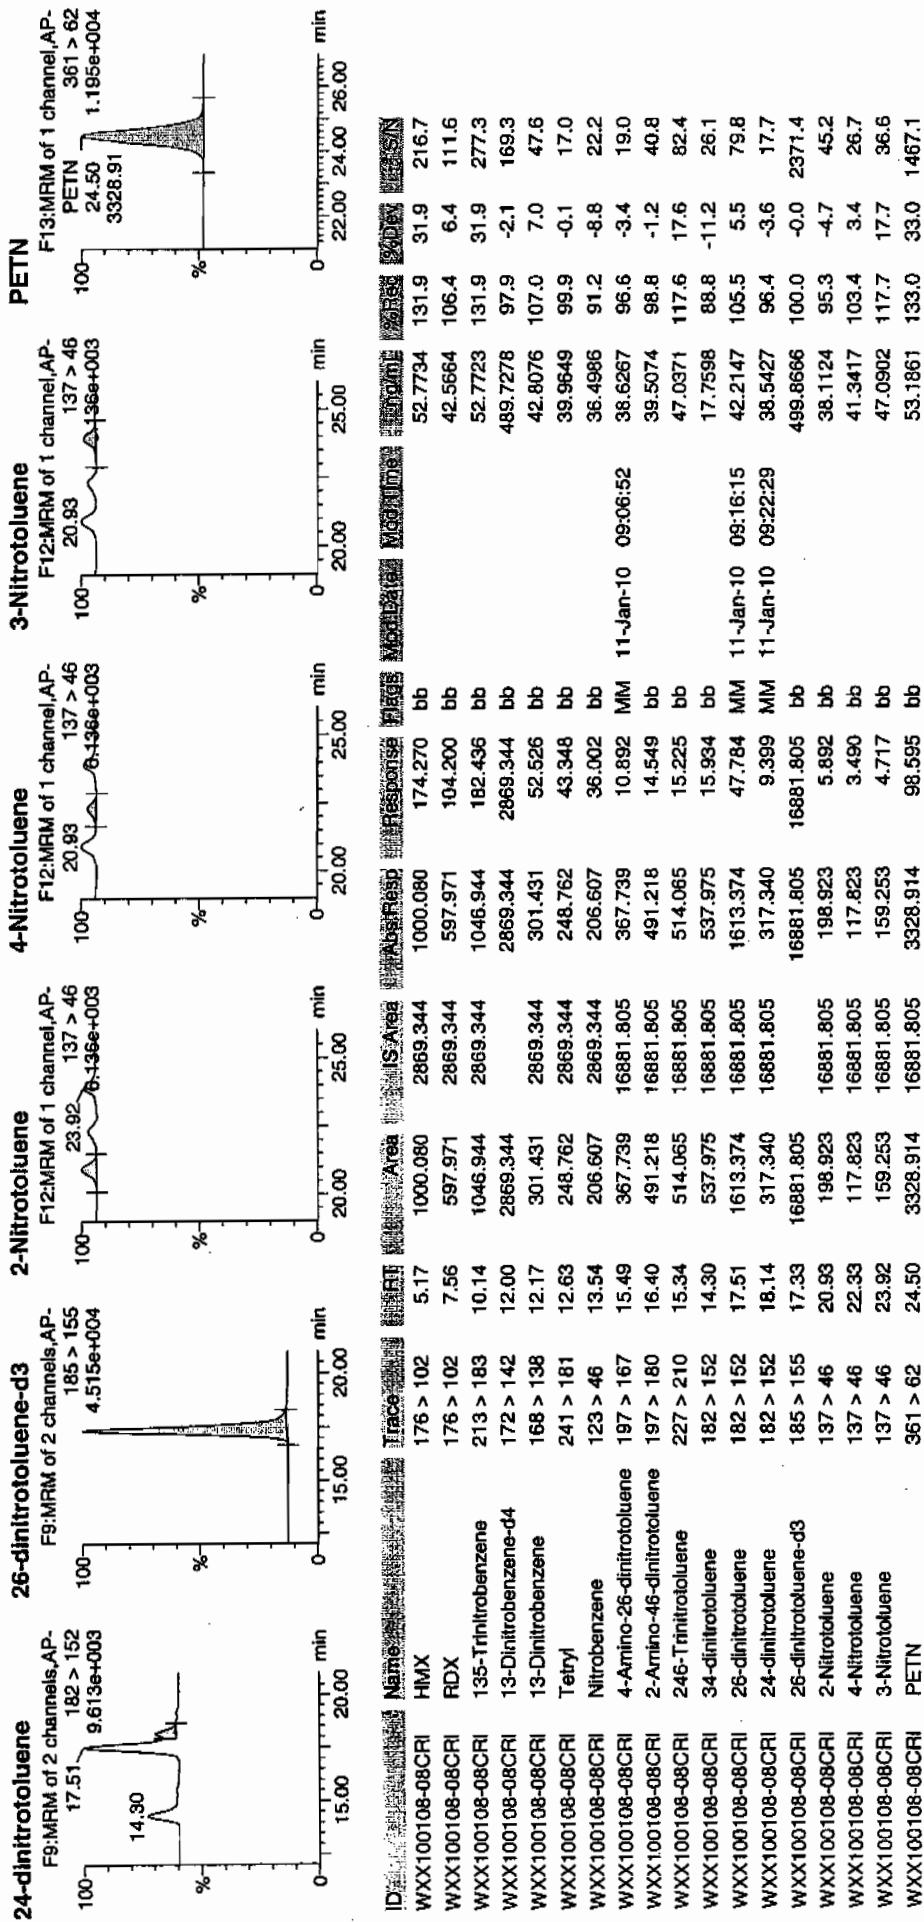 24-dinitrotoluene
F9:MRM of 2 channels,AP-
17.51 182 > 152
9.613e+003
100
14.30
%
0
15.00 20.00 min
26-dinitrotoluene-d3
F9:MRM of 2 channels,AP-
185 > 155
4.515e+004
100
%
0
15.00 20.00 min
2-Nitrotoluene
F12:MRM of 1 channel,AP-
23.92 137 > 46
6.136e+003
100
%
0
20.00 25.00 min
4-Nitrotoluene
F12:MRM of 1 channel,AP-
20.93 137 > 46
6.136e+003
100
%
0
20.00 25.00 min
3-Nitrotoluene
F12:MRM of 1 channel,AP-
20.93 137 > 46
136e+003
100
%
0
20.00 25.00 min
PETN
F13:MRM of 1 channel,AP-
PETN 361 > 62
24.50 1.195e+004
3328.91
100
%
0
22.00 24.00 26.00 min
ID Name Trace RT Area IS Area Abs.Resp Response Flags Mod.Date Mod.Time ng/mL %Rec %Dev S/N
WXX100108-08CRI HMX 176 > 102 5.17 1000.080 2869.344 1000.080 174.270 bb 52.7734 131.9 31.9 216.7
WXX100108-08CRI RDX 176 > 102 7.56 597.971 2869.344 597.971 104.200 bb 42.5664 106.4 6.4 111.6
WXX100108-08CRI 135-Trinitrobenzene 213 > 183 10.14 1046.944 2869.344 1046.944 182.436 bb 52.7723 131.9 31.9 277.3
WXX100108-08CRI 13-Dinitrobenzene-d4 172 > 142 12.00 2869.344 2869.344 2869.344 bb 489.7278 97.9 -2.1 169.3
WXX100108-08CRI 13-Dinitrobenzene 168 > 138 12.17 301.431 2869.344 301.431 52.526 bb 42.8076 107.0 7.0 47.6
WXX100108-08CRI Tetryl 241 > 181 12.63 248.762 2869.344 248.762 43.348 bb 39.9649 99.9 -0.1 17.0
WXX100108-08CRI Nitrobenzene 123 > 46 13.54 206.607 2869.344 206.607 36.002 bb 36.4986 91.2 -8.8 22.2
WXX100108-08CRI 4-Amino-26-dinitrotoluene 197 > 167 15.49 367.739 16881.805 367.739 10.892 MM 11-Jan-10 09:06:52 38.6267 96.6 -3.4 19.0
WXX100108-08CRI 2-Amino-46-dinitrotoluene 197 > 180 16.40 491.218 16881.805 491.218 14.549 bb 39.5074 98.8 -1.2 40.8
WXX100108-08CRI 246-Trinitrotoluene 227 > 210 15.34 514.065 16881.805 514.065 15.225 bb 47.0371 117.6 17.6 82.4
WXX100108-08CRI 34-dinitrotoluene 182 > 152 14.30 537.975 16881.805 537.975 15.934 bb 17.7598 88.8 -11.2 26.1
WXX100108-08CRI 26-dinitrotoluene 182 > 152 17.51 1613.374 16881.805 1613.374 47.784 MM 11-Jan-10 09:16:15 42.2147 105.5 5.5 79.8
WXX100108-08CRI 24-dinitrotoluene 182 > 152 18.14 317.340 16881.805 317.340 9.399 MM 11-Jan-10 09:22:29 38.5427 96.4 -3.6 17.7
WXX100108-08CRI 26-dinitrotoluene-d3 185 > 155 17.33 16881.805 16881.805 16881.805 bb 499.8666 100.0 -0.0 2371.4
WXX100108-08CRI 2-Nitrotoluene 137 > 46 20.93 198.923 16881.805 198.923 5.892 bb 38.1124 95.3 -4.7 45.2
WXX100108-08CRI 4-Nitrotoluene 137 > 46 22.33 117.823 16881.805 117.823 3.490 bb 41.3417 103.4 3.4 26.7
WXX100108-08CRI 3-Nitrotoluene 137 > 46 23.92 159.253 16881.805 159.253 4.717 bb 47.0902 117.7 17.7 36.6
WXX100108-08CRI PETN 361 > 62 24.50 3328.914 16881.805 3328.914 98.595 bb 53.1861 133.0 33.0 1467.1